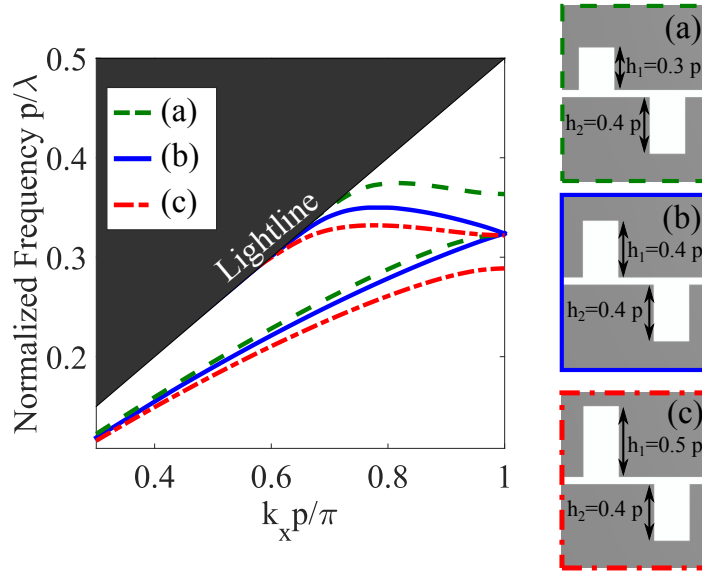 Normalized Frequency p/λ
0.5
0.4
0.3
0.2
(a)
(b)
(c)
Lightline
0.4
0.6
0.8
1
kₓp/π
(a)
h₁=0.3 p
h₂=0.4 p
(b)
h₁=0.4 p
h₂=0.4 p
(c)
h₁=0.5 p
h₂=0.4 p